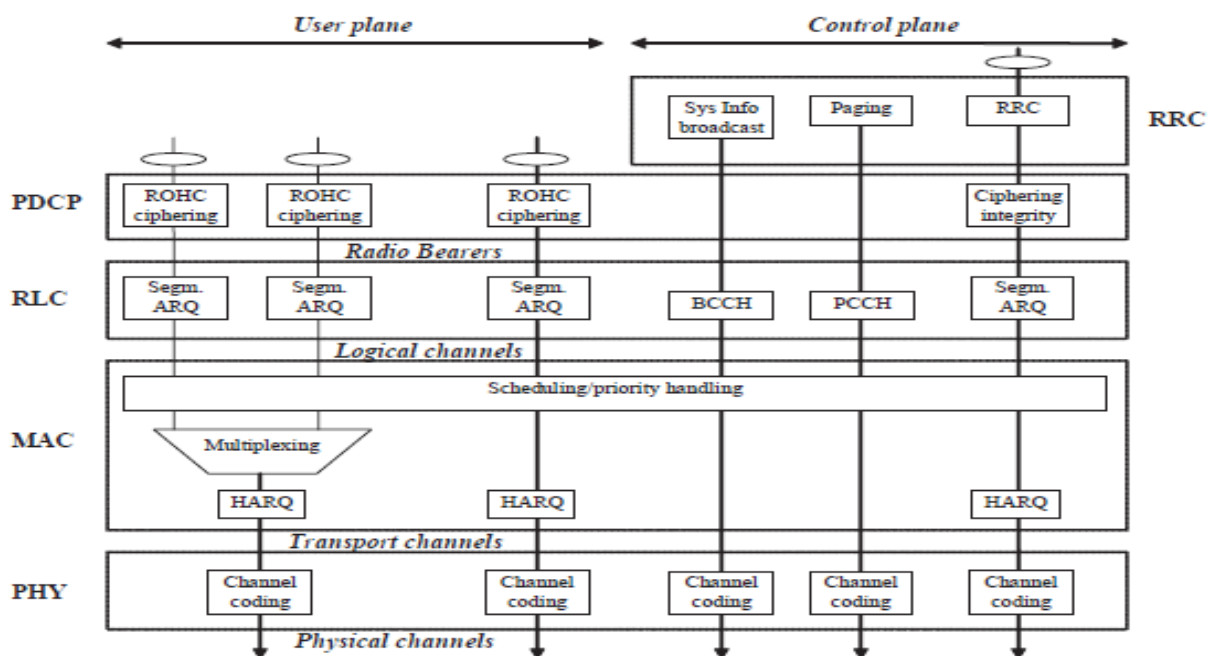 User plane
Control plane
Sys Info
broadcast
Paging
RRC
RRC
PDCP
ROHC
ciphering
ROHC
ciphering
ROHC
ciphering
Ciphering
integrity
Radio Bearers
RLC
Segm.
ARQ
Segm.
ARQ
Segm.
ARQ
BCCH
PCCH
Segm.
ARQ
Logical channels
Scheduling/priority handling
MAC
Multiplexing
HARQ
HARQ
HARQ
Transport channels
PHY
Channel
coding
Channel
coding
Channel
coding
Channel
coding
Channel
coding
Physical channels